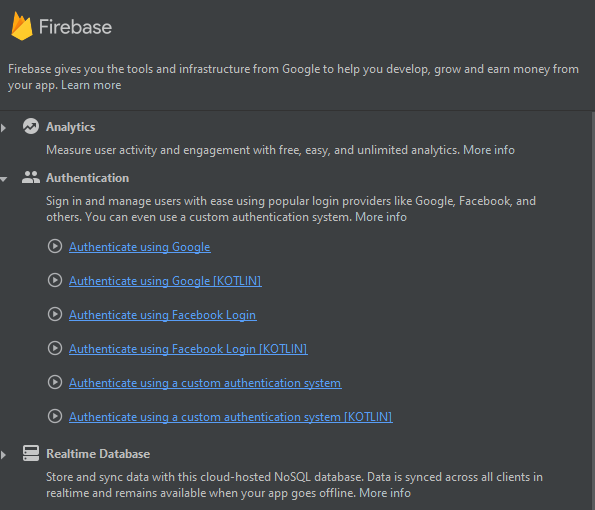 Firebase
Firebase gives you the tools and infrastructure from Google to help you develop, grow and earn money from
your app. Learn more
Analytics
Measure user activity and engagement with free, easy, and unlimited analytics. More info
Authentication
Sign in and manage users with ease using popular login providers like Google, Facebook, and
others. You can even use a custom authentication system. More info
Authenticate using Google
Authenticate using Google [KOTLIN]
Authenticate using Facebook Login
Authenticate using Facebook Login [KOTLIN]
Authenticate using a custom authentication system
Authenticate using a custom authentication system [KOTLIN]
Realtime Database
Store and sync data with this cloud-hosted NoSQL database. Data is synced across all clients in
realtime and remains available when your app goes offline. More info